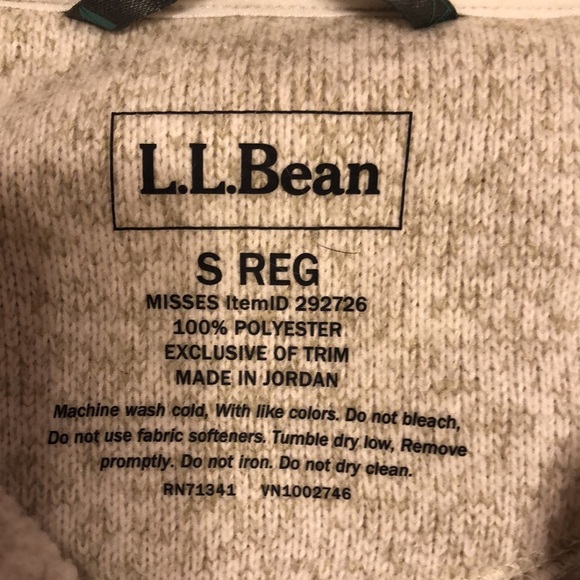 L.L.Bean
S REG
MISSES ItemID 292726
100% POLYESTER
EXCLUSIVE OF TRIM
MADE IN JORDAN
Machine wash cold, With like colors. Do not bleach,
Do not use fabric softeners. Tumble dry low, Remove
promptly. Do not iron. Do not dry clean.
RN71341 VN1002746